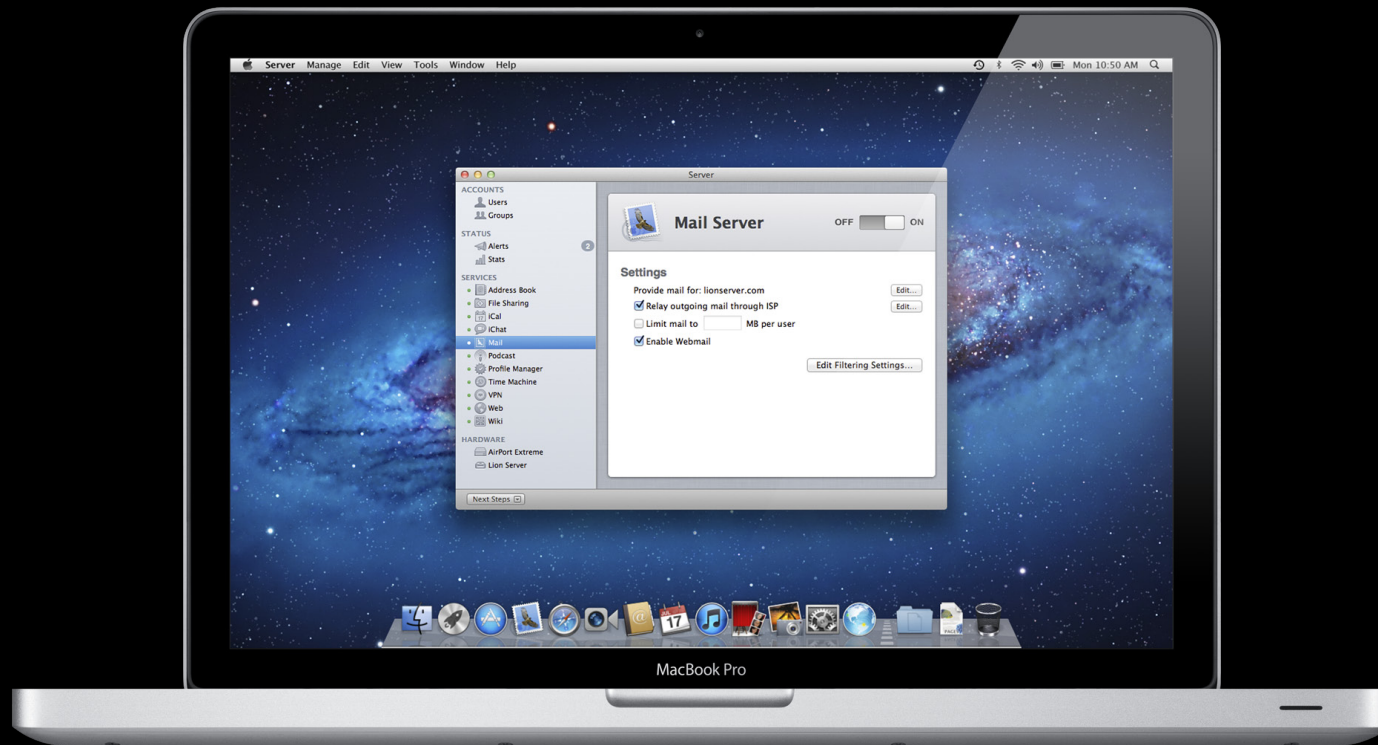 Server Manage Edit View Tools Window Help Mon 10:50 AM
Server
ACCOUNTS
Users
Groups
STATUS
Alerts 2
Stats
SERVICES
Address Book
File Sharing
iCal
iChat
Mail
Podcast
Profile Manager
Time Machine
VPN
Web
Wiki
HARDWARE
AirPort Extreme
Lion Server
Next Steps
Mail Server OFF ON
Settings
Provide mail for: lionserver.com Edit...
Relay outgoing mail through ISP Edit...
Limit mail to MB per user
Enable Webmail
Edit Filtering Settings...
17
MacBook Pro